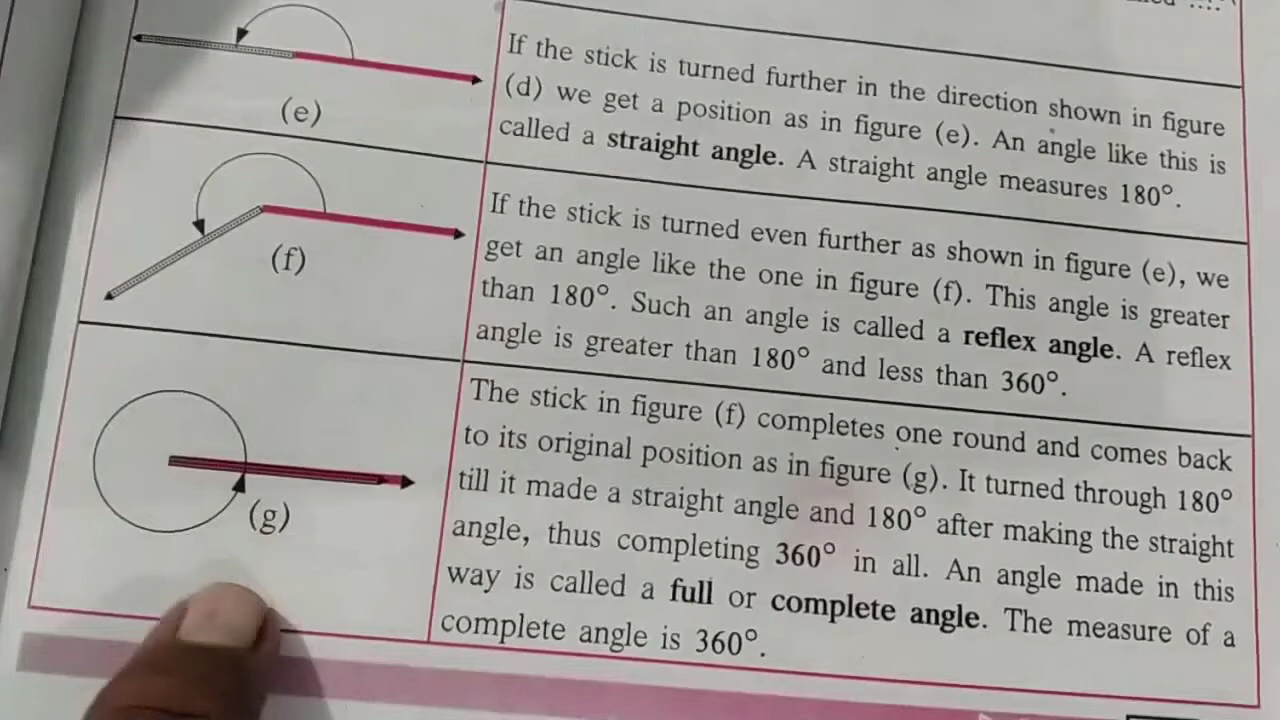 (e)
If the stick is turned further in the direction shown in figure
(d) we get a position as in figure (e). An angle like this is
called a straight angle. A straight angle measures 180°.
(f)
If the stick is turned even further as shown in figure (e), we
get an angle like the one in figure (f). This angle is greater
than 180°. Such an angle is called a reflex angle. A reflex
angle is greater than 180° and less than 360°.
(g)
The stick in figure (f) completes one round and comes back
to its original position as in figure (g). It turned through 180°
till it made a straight angle and 180° after making the straight
angle, thus completing 360° in all. An angle made in this
way is called a full or complete angle. The measure of a
complete angle is 360°.